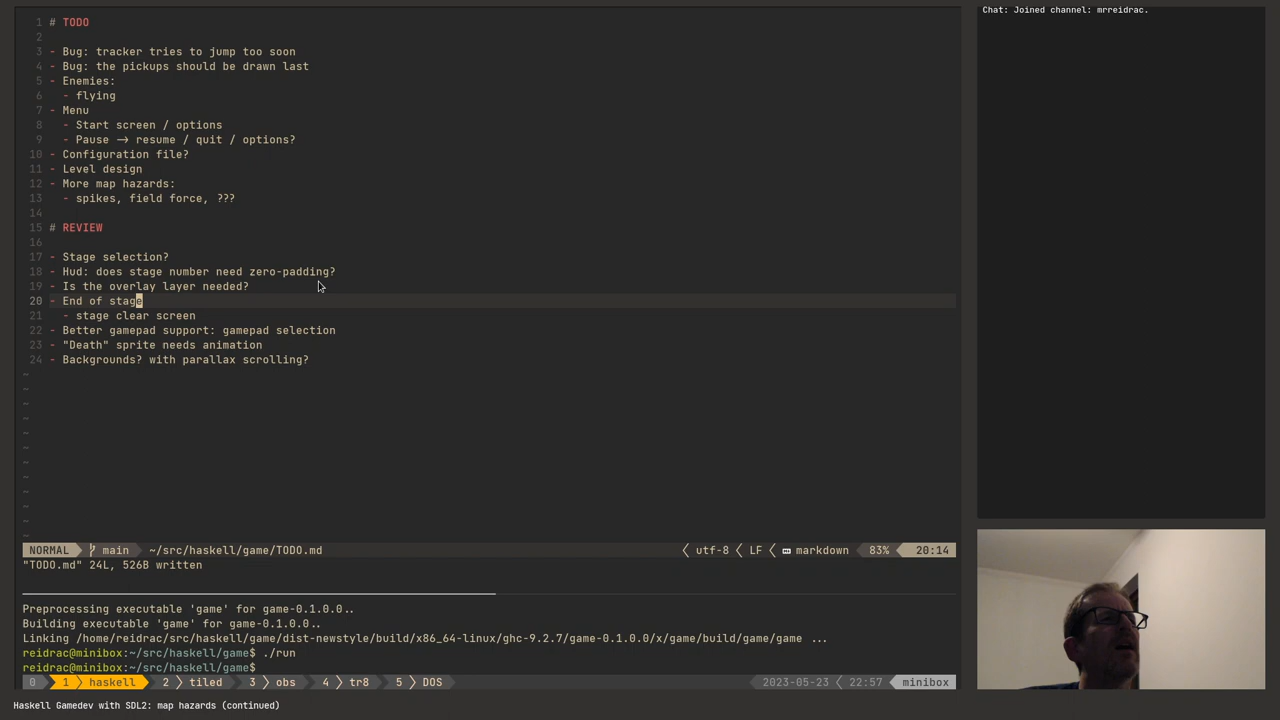 1 # TODO
2
3 - Bug: tracker tries to jump too soon
4 - Bug: the pickups should be drawn last
5 - Enemies:
6 - flying
7 - Menu
8 - Start screen / options
9 - Pause → resume / quit / options?
10 - Configuration file?
11 - Level design
12 - More map hazards:
13 - spikes, field force, ???
14
15 # REVIEW
16
17 - Stage selection?
18 - Hud: does stage number need zero-padding?
19 - Is the overlay layer needed?
20 - End of stage
21 - stage clear screen
22 - Better gamepad support: gamepad selection
23 - "Death" sprite needs animation
24 - Backgrounds? with parallax scrolling?
~
~
~
~
~
~
~
~
~
~
~
~
NORMAL main ~/src/haskell/game/TODO.md utf-8 LF markdown 83% 20:14
"TODO.md" 24L, 526B written
Preprocessing executable 'game' for game-0.1.0.0..
Building executable 'game' for game-0.1.0.0..
Linking /home/reidrac/src/haskell/game/dist-newstyle/build/x86_64-linux/ghc-9.2.7/game-0.1.0.0/x/game/build/game/game ...
reidrac@minibox:~/src/haskell/game$ ./run
reidrac@minibox:~/src/haskell/game$
0 1 haskell 2 tiled 3 obs 4 tr8 5 DOS 2023-05-23 22:57 minibox
Chat: Joined channel: mrreidrac.
Haskell Gamedev with SDL2: map hazards (continued)